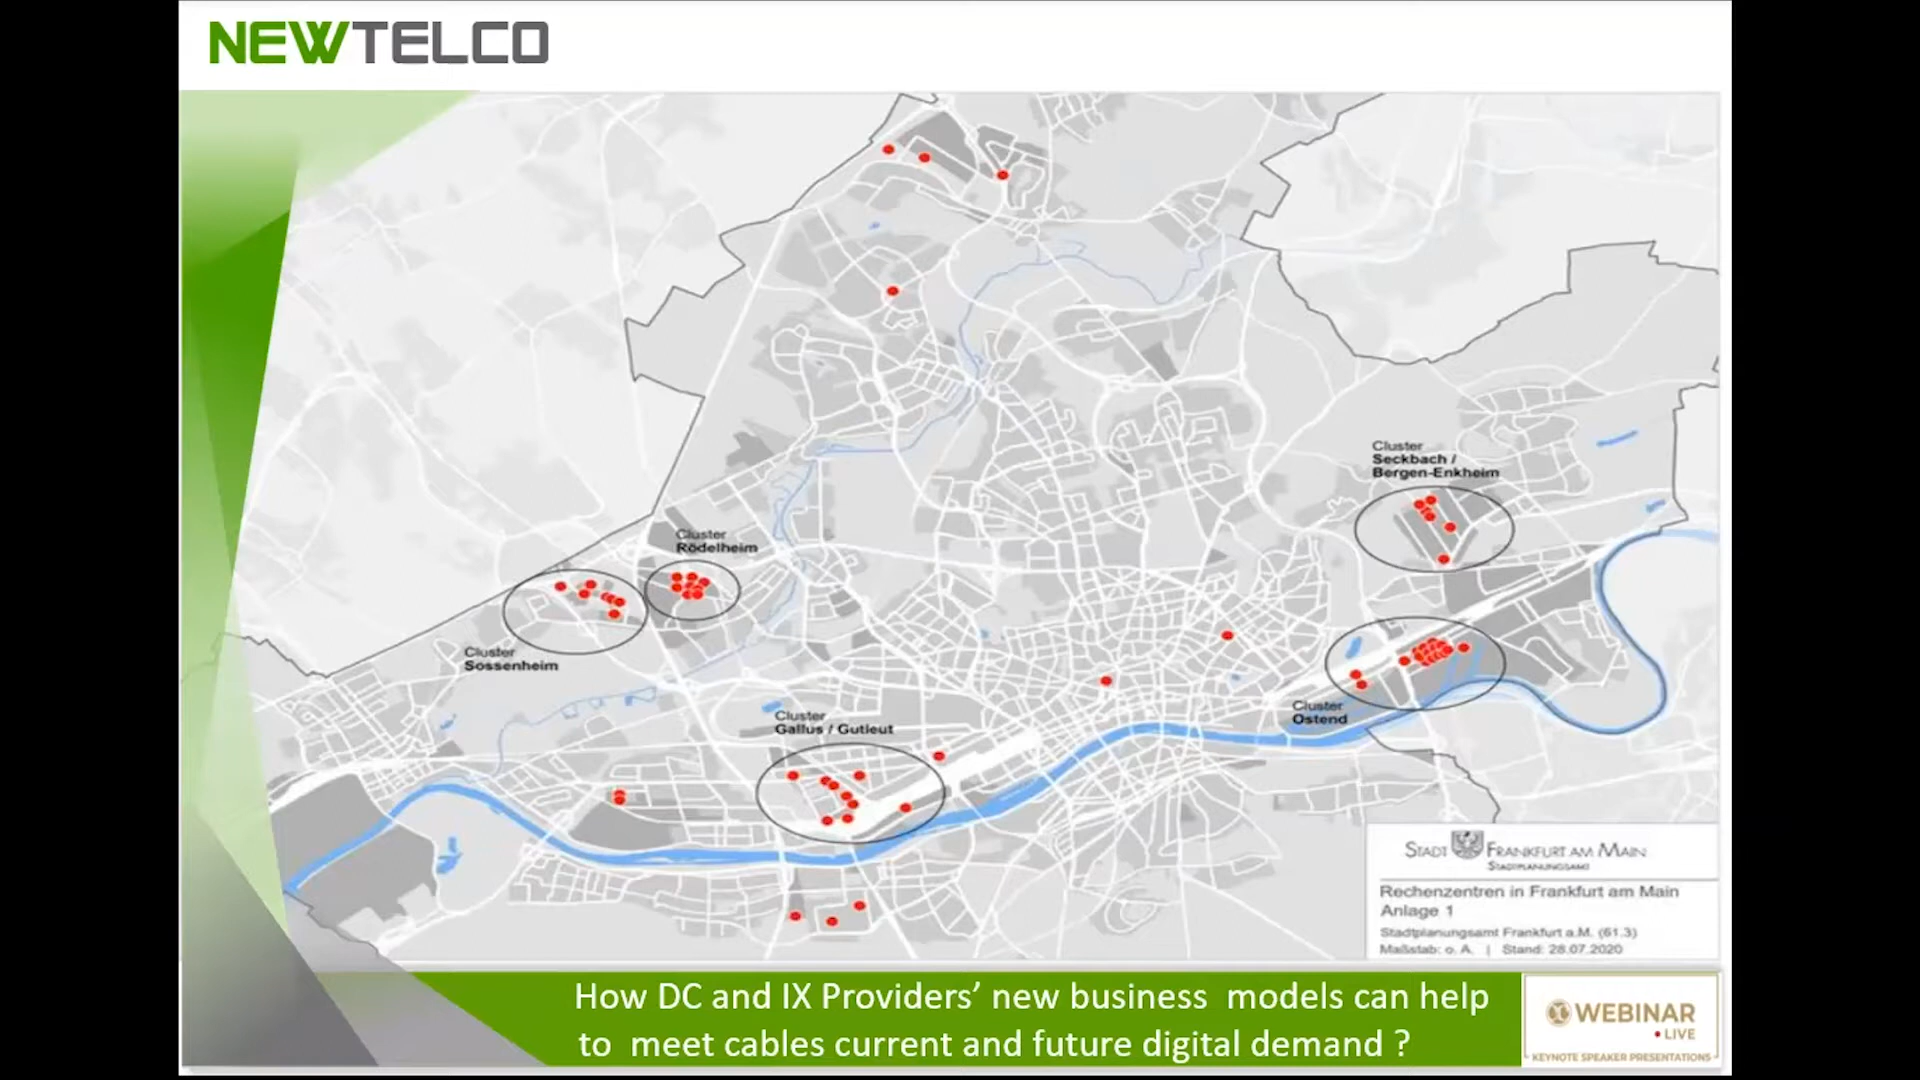 NEWTELCO
Cluster
Seckbach /
Bergen-Enkheim
Cluster
Rödelheim
Cluster
Sossenheim
Cluster
Gallus / Gutleut
Cluster
Ostend
STADT FRANKFURT AM MAIN
STADTPLANUNGSAMT
Rechenzentren in Frankfurt am Main
Anlage 1
Stadtplanungsamt Frankfurt a.M. (61.3)
Maßstab: o. A. | Stand: 28.07.2020
How DC and IX Providers’ new business models can help
to meet cables current and future digital demand ?
WEBINAR
• LIVE
KEYNOTE SPEAKER PRESENTATIONS